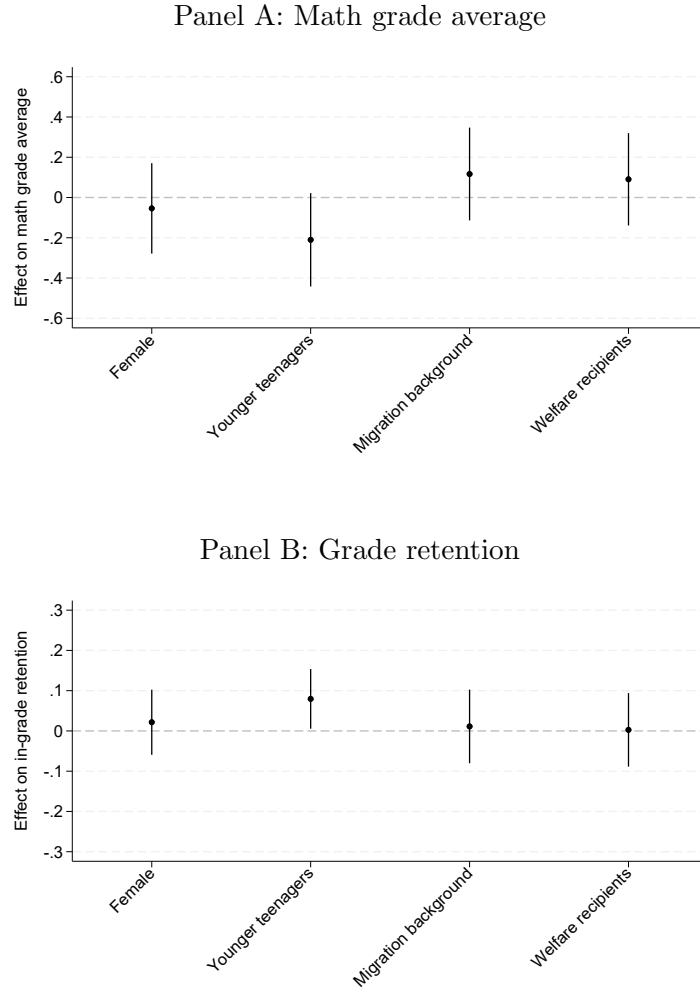 Panel A: Math grade average
Effect on math grade average
.6
.4
.2
0
-.2
-.4
-.6
Female
Younger teenagers
Migration background
Welfare recipients
Panel B: Grade retention
Effect on in-grade retention
.3
.2
.1
0
-.1
-.2
-.3
Female
Younger teenagers
Migration background
Welfare recipients